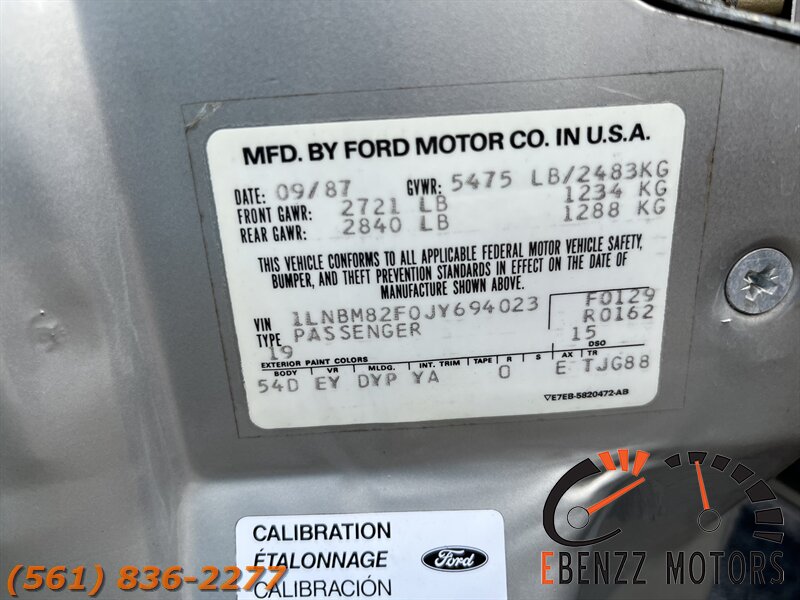 MFD. BY FORD MOTOR CO. IN U.S.A.
DATE: 09/87 GVWR: 5475 LB/2483KG
FRONT GAWR: 2721 LB 1234 KG
REAR GAWR: 2840 LB 1288 KG
THIS VEHICLE CONFORMS TO ALL APPLICABLE FEDERAL MOTOR VEHICLE SAFETY,
BUMPER, AND THEFT PREVENTION STANDARDS IN EFFECT ON THE DATE OF
MANUFACTURE SHOWN ABOVE.
VIN 1LNBM82F0JY694023 F0129
TYPE PASSENGER R0162
19 15
EXTERIOR PAINT COLORS DSO
BODY VR MLDG. INT. TRIM TAPE R S AX TR
54D EY DYP YA 0 E TJG88
▽E7EB-5820472-AB
CALIBRATION
ÉTALONNAGE
CALIBRACIÓN
Ford
(561) 836-2277
EBENZZ MOTORS